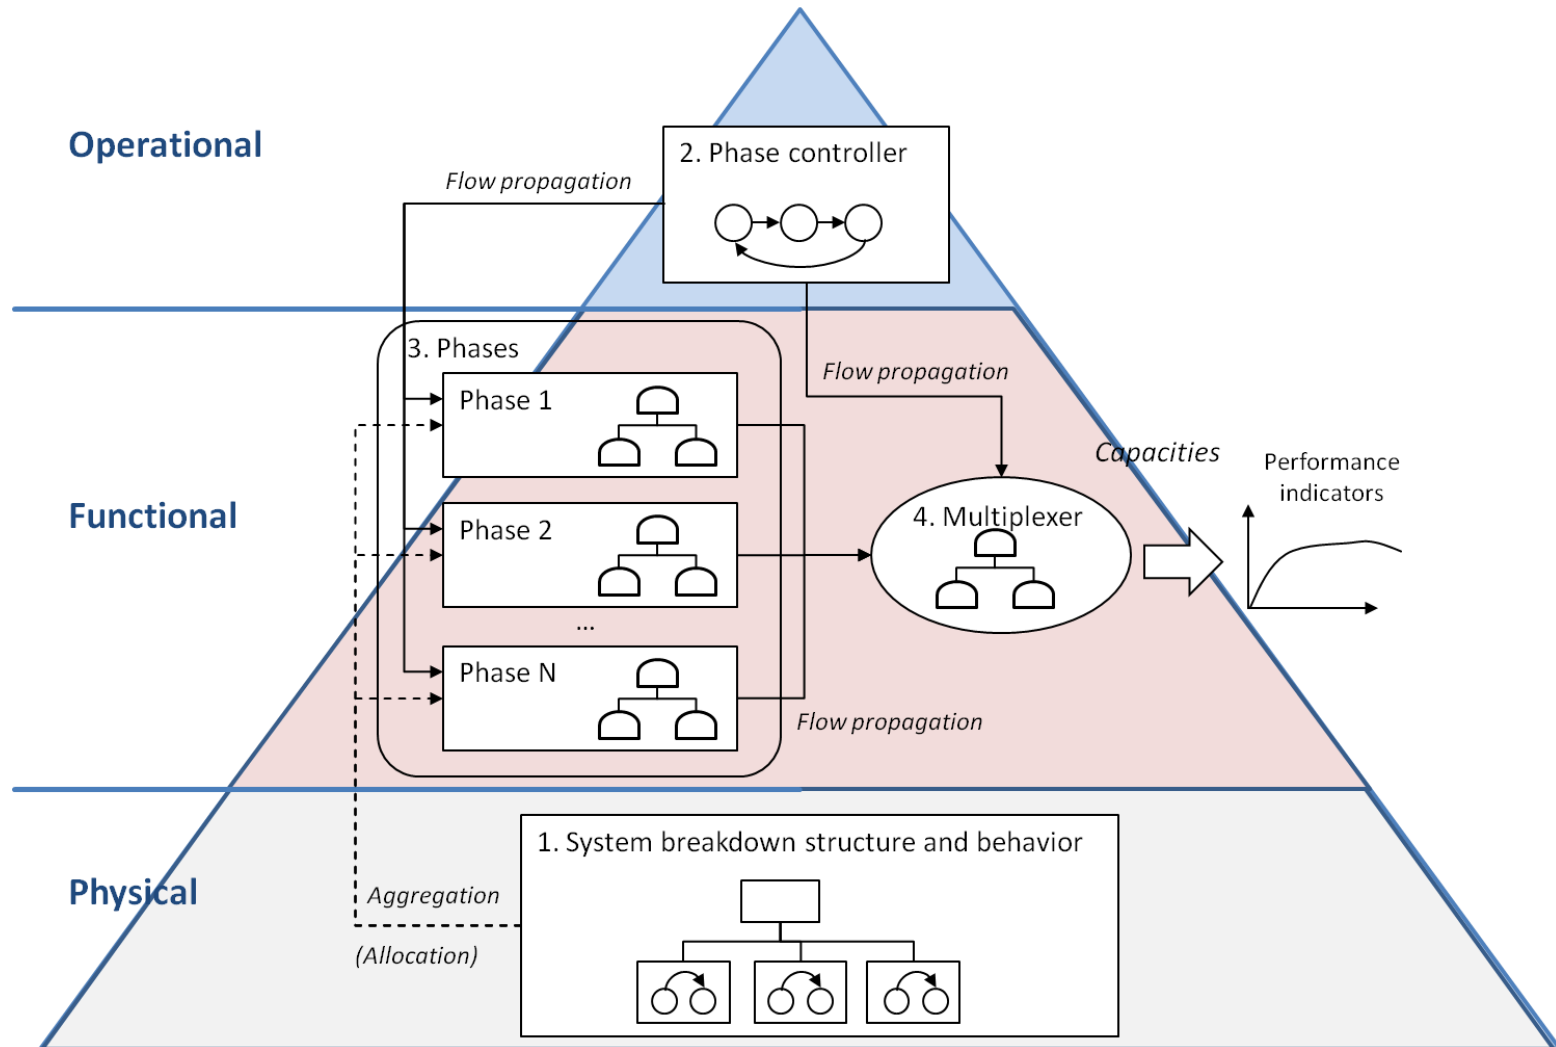 Operational
2. Phase controller
Flow propagation
3. Phases
Phase 1
Flow propagation
Capacities
Performance
indicators
Functional
Phase 2
4. Multiplexer
...
Phase N
Flow propagation
1. System breakdown structure and behavior
Physical
Aggregation
(Allocation)